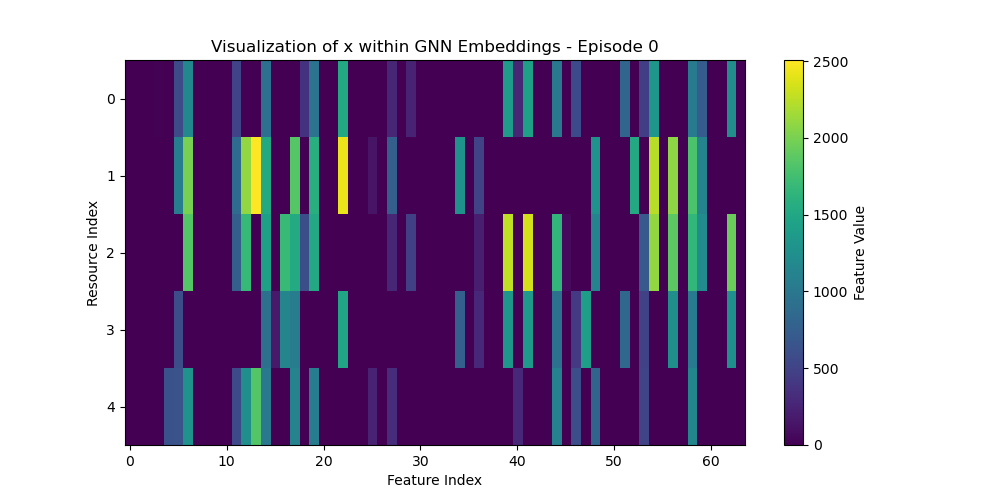 Visualization of x within GNN Embeddings - Episode 0
Resource Index
0
1
2
3
4
0 10 20 30 40 50 60
Feature Index
2500
2000
1500
1000
500
0
Feature Value